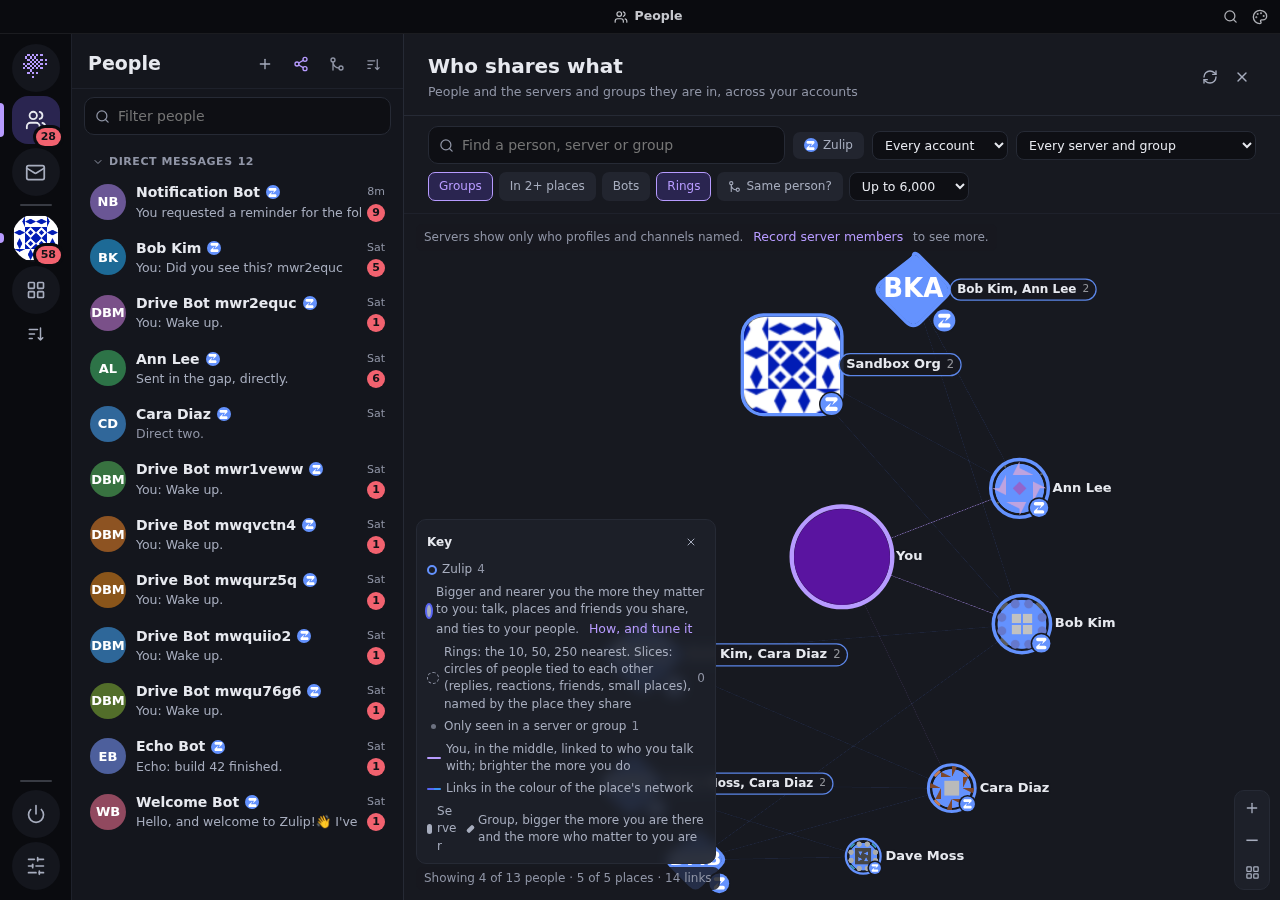 People
People
Who shares what
People and the servers and groups they are in, across your accounts
28
58
Filter people
Find a person, server or group
Zulip
Every account
Every server and group
Groups
In 2+ places
Bots
Rings
Same person?
Up to 6,000
DIRECT MESSAGES 12
NB
Notification Bot
8m
You requested a reminder for the fol
9
BK
Bob Kim
Sat
You: Did you see this? mwr2equc
5
DBM
Drive Bot mwr2equc
Sat
You: Wake up.
1
AL
Ann Lee
Sat
Sent in the gap, directly.
6
CD
Cara Diaz
Sat
Direct two.
DBM
Drive Bot mwr1veww
Sat
You: Wake up.
1
DBM
Drive Bot mwqvctn4
Sat
You: Wake up.
1
DBM
Drive Bot mwqurz5q
Sat
You: Wake up.
1
DBM
Drive Bot mwquiio2
Sat
You: Wake up.
1
DBM
Drive Bot mwqu76g6
Sat
You: Wake up.
1
EB
Echo Bot
Sat
Echo: build 42 finished.
1
WB
Welcome Bot
Sat
Hello, and welcome to Zulip!👋 I've
1
Servers show only who profiles and channels named. Record server members to see more.
BKA
Bob Kim, Ann Lee 2
Sandbox Org 2
Ann Lee
You
Bob Kim
Kim, Cara Diaz 2
Moss, Cara Diaz 2
Cara Diaz
Dave Moss
Key
Zulip 4
Bigger and nearer you the more they matter
to you: talk, places and friends you share,
and ties to your people. How, and tune it
Rings: the 10, 50, 250 nearest. Slices:
circles of people tied to each other
(replies, reactions, friends, small places),
named by the place they share
0
Only seen in a server or group 1
You, in the middle, linked to who you talk
with; brighter the more you do
Links in the colour of the place's network
Se
rve
r
Group, bigger the more you are there
and the more who matter to you are
Showing 4 of 13 people · 5 of 5 places · 14 links